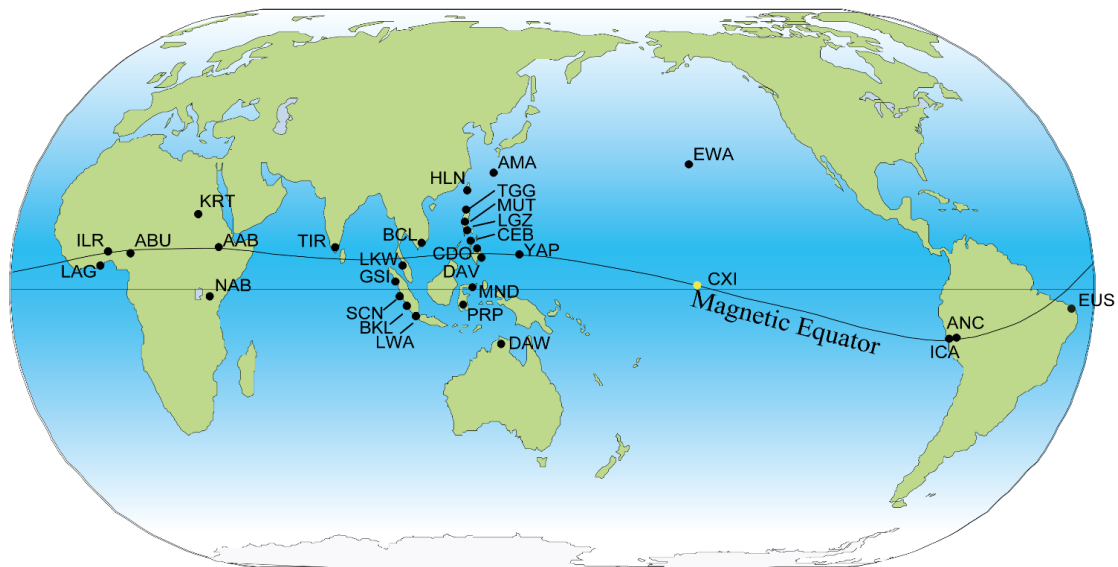 EWA
AMA
HLN
TGG
MUT
LGZ
CEB
KRT
ILR
ABU
AAB
TIR
BCL
CDO
YAP
LAG
LKW
DAV
GSI
CXI
NAB
MND
SCN
PRP
BKL
LWA
DAW
Magnetic Equator
EUS
ANC
ICA